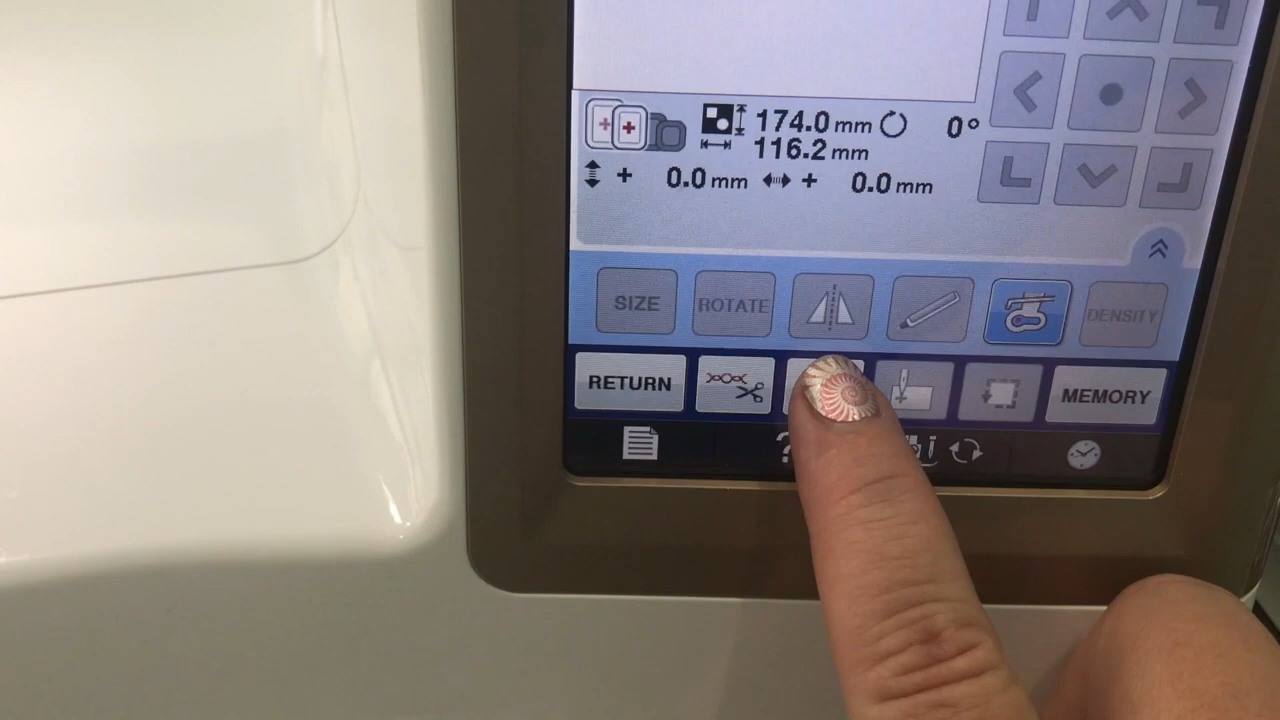 174.0 mm 0°
116.2 mm
+ 0.0 mm + 0.0 mm
SIZE ROTATE DENSITY
RETURN MEMORY
?